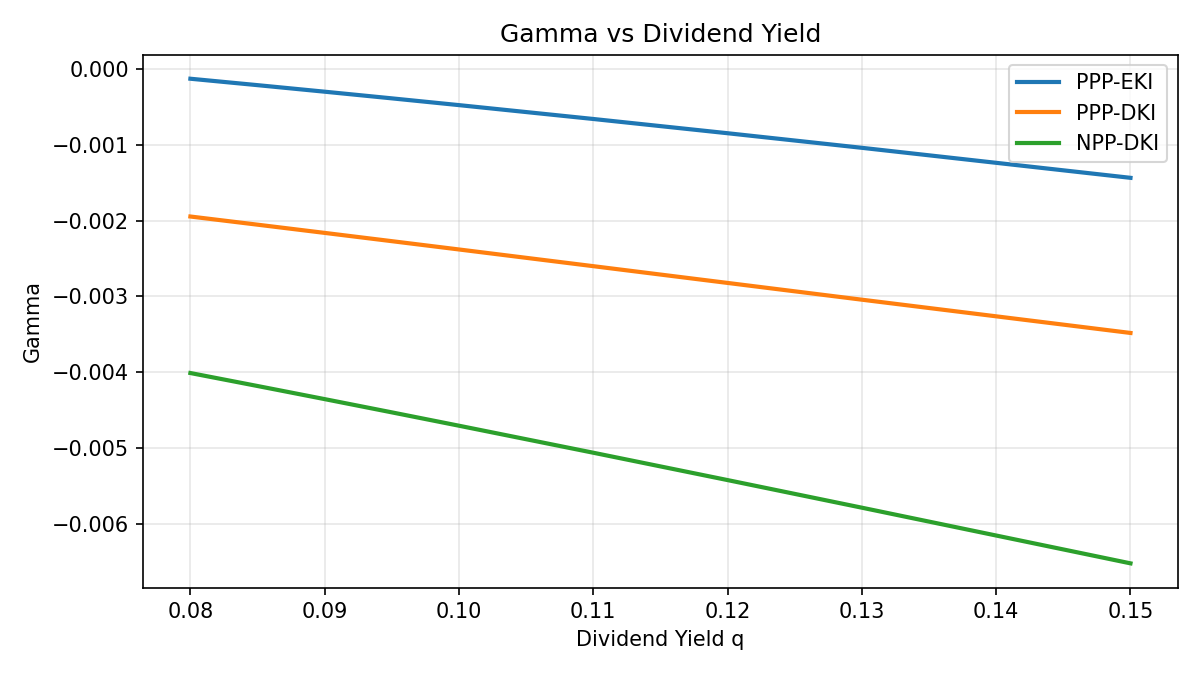 Gamma vs Dividend Yield
0.000
−0.001
−0.002
−0.003
−0.004
−0.005
−0.006
Gamma
PPP-EKI
PPP-DKI
NPP-DKI
0.08 0.09 0.10 0.11 0.12 0.13 0.14 0.15
Dividend Yield q